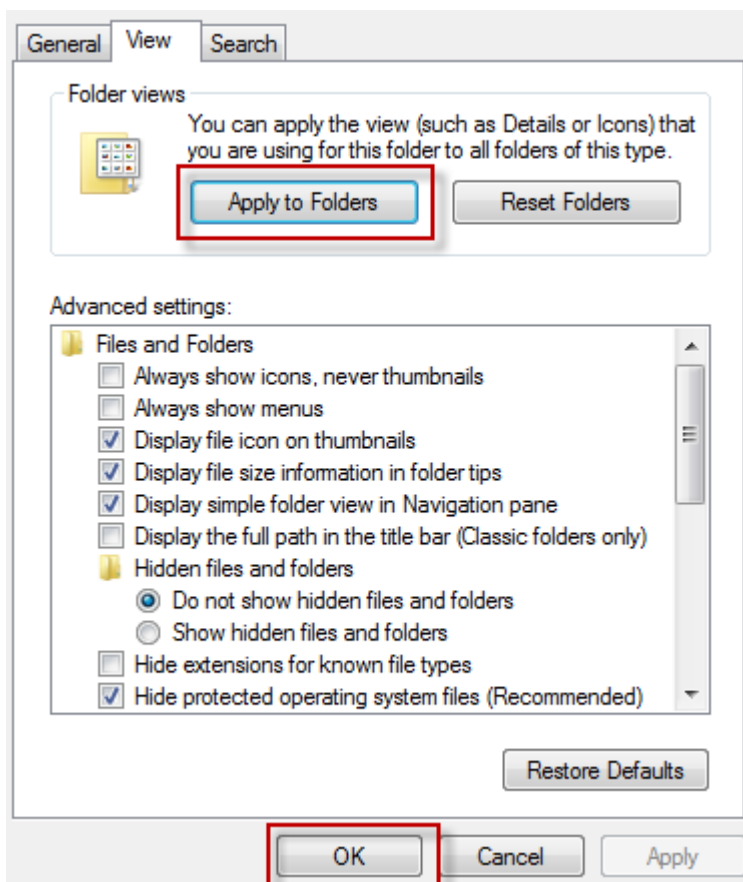 General View Search
Folder views
You can apply the view (such as Details or Icons) that
you are using for this folder to all folders of this type.
Apply to Folders Reset Folders
Advanced settings:
Files and Folders
Always show icons, never thumbnails
Always show menus
Display file icon on thumbnails
Display file size information in folder tips
Display simple folder view in Navigation pane
Display the full path in the title bar (Classic folders only)
Hidden files and folders
Do not show hidden files and folders
Show hidden files and folders
Hide extensions for known file types
Hide protected operating system files (Recommended)
Restore Defaults
OK Cancel Apply